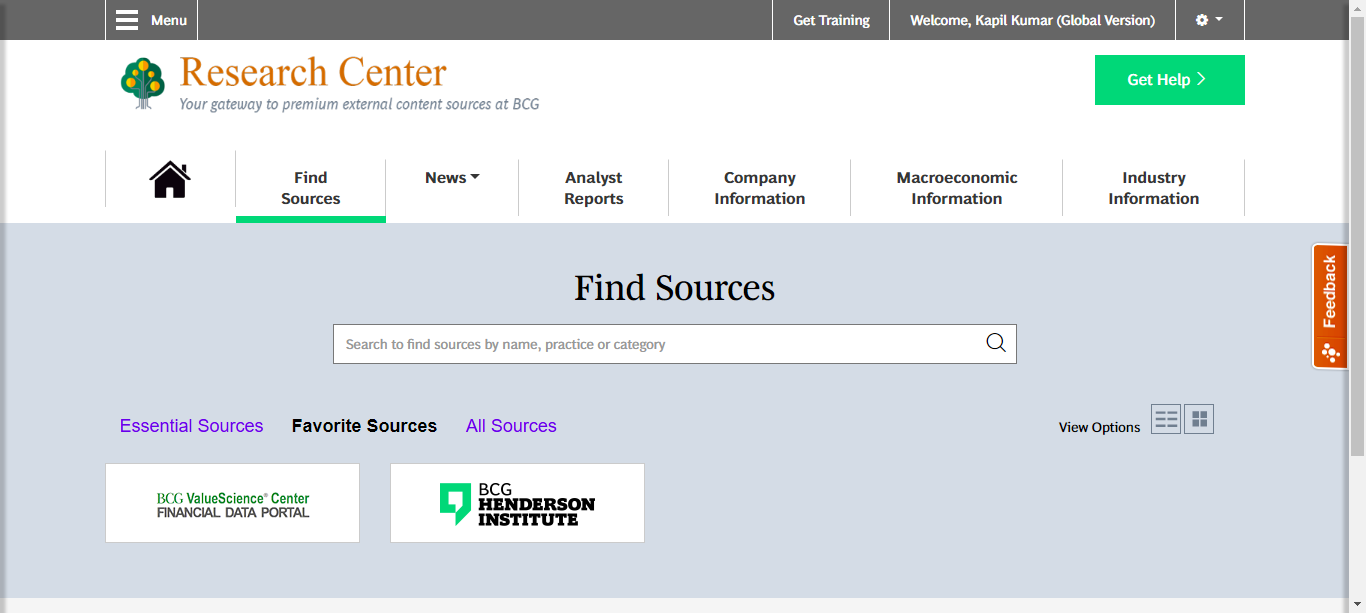 Menu
Get Training
Welcome, Kapil Kumar (Global Version)
Research Center
Your gateway to premium external content sources at BCG
Get Help
Find
Sources
News
Analyst
Reports
Company
Information
Macroeconomic
Information
Industry
Information
Feedback
Find Sources
Search to find sources by name, practice or category
Essential Sources
Favorite Sources
All Sources
View Options
BCG ValueScience® Center
FINANCIAL DATA PORTAL
BCG
HENDERSON
INSTITUTE